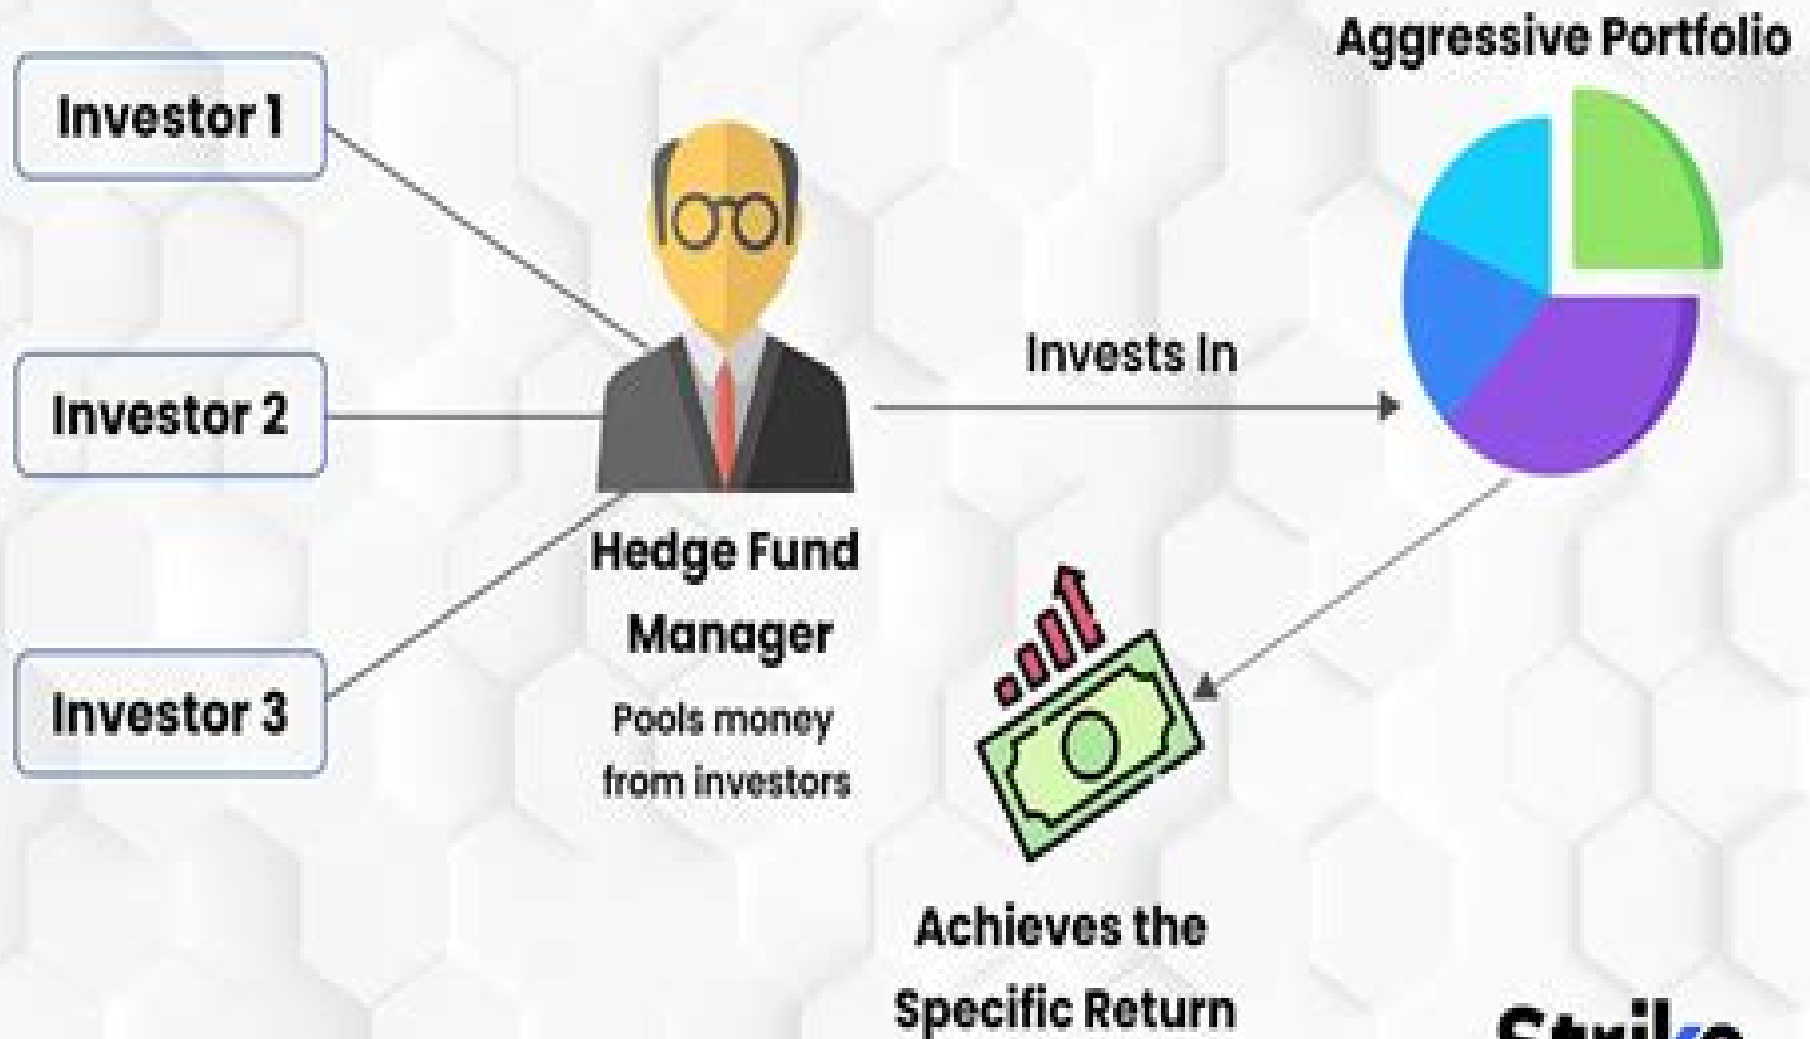 Aggressive Portfolio
Investor 1
Invests In
Investor 2
Hedge Fund
Manager
Investor 3
Pools money
from investors
Achieves the
Specific Return
Strike